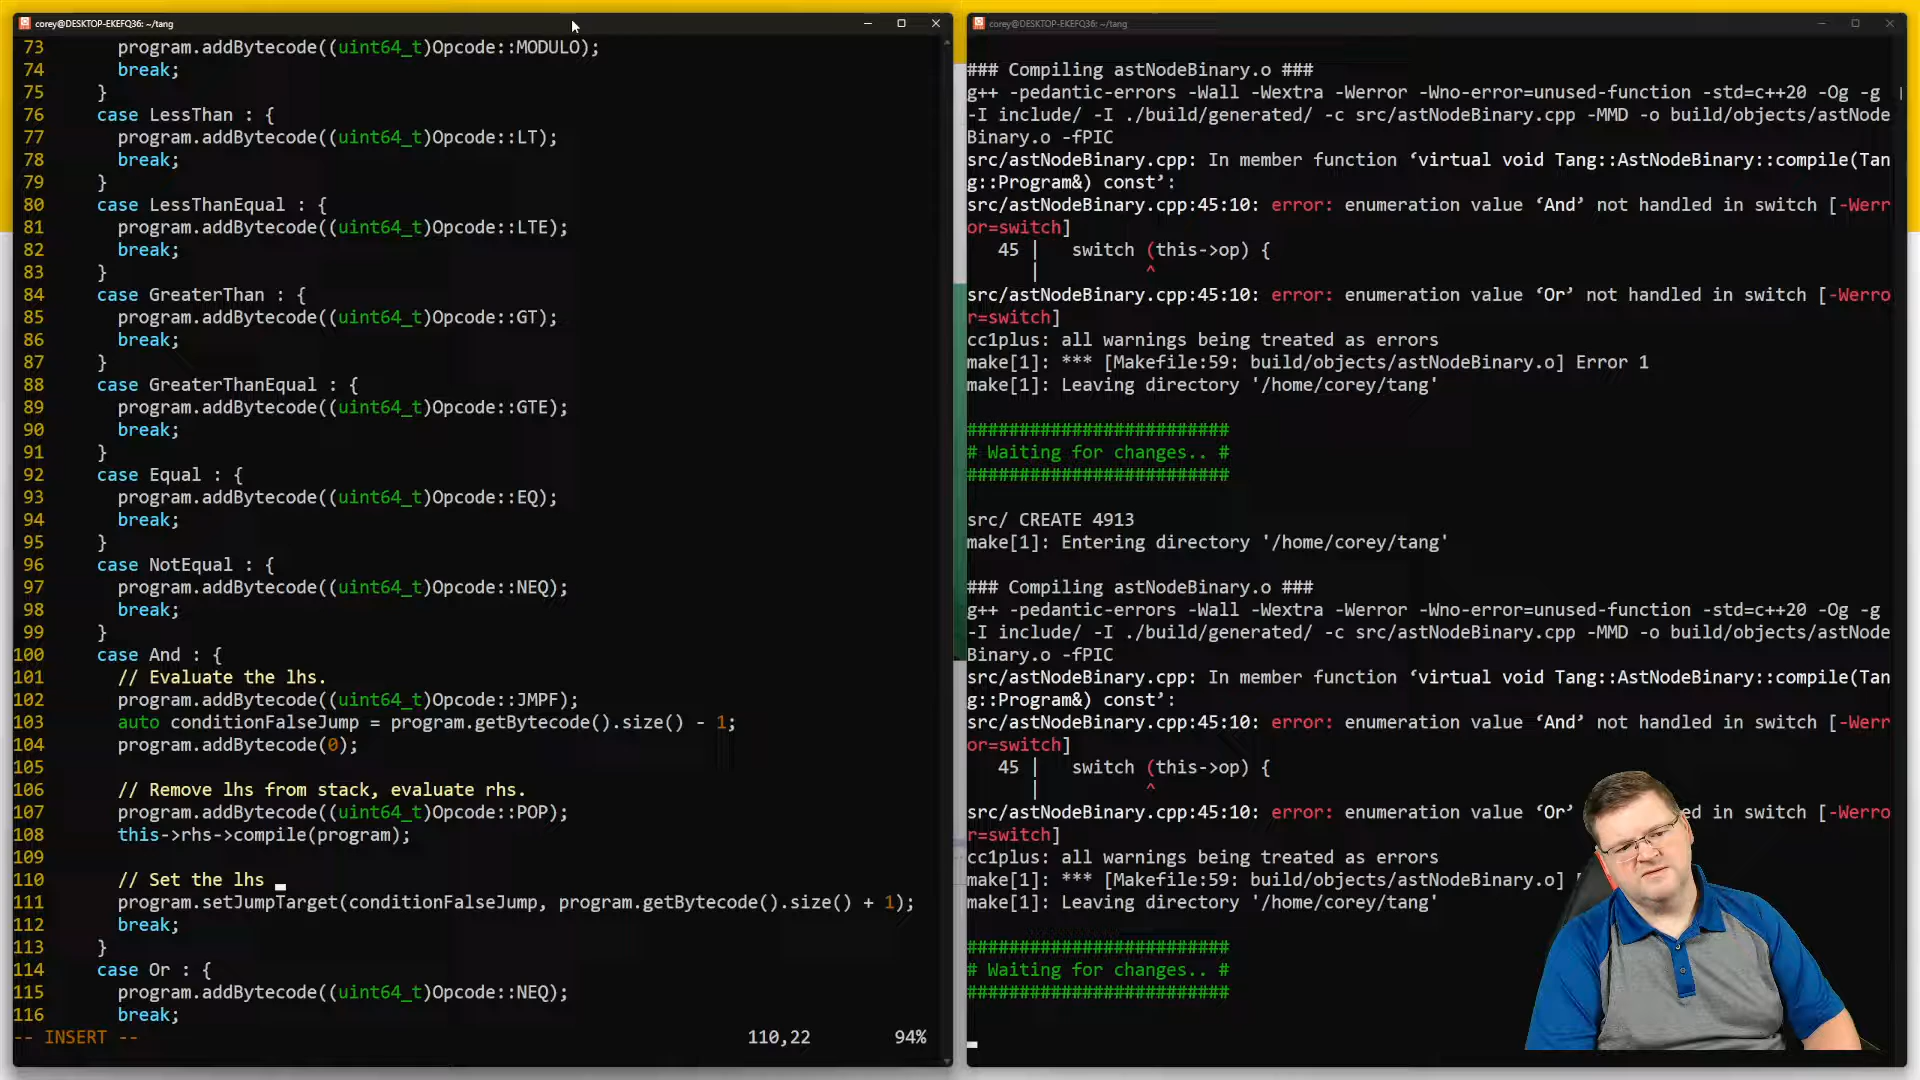 corey@DESKTOP-EKEFQ36: ~/tang
73 program.addBytecode((uint64_t)Opcode::MODULO);
74 break;
75 }
76 case LessThan : {
77 program.addBytecode((uint64_t)Opcode::LT);
78 break;
79 }
80 case LessThanEqual : {
81 program.addBytecode((uint64_t)Opcode::LTE);
82 break;
83 }
84 case GreaterThan : {
85 program.addBytecode((uint64_t)Opcode::GT);
86 break;
87 }
88 case GreaterThanEqual : {
89 program.addBytecode((uint64_t)Opcode::GTE);
90 break;
91 }
92 case Equal : {
93 program.addBytecode((uint64_t)Opcode::EQ);
94 break;
95 }
96 case NotEqual : {
97 program.addBytecode((uint64_t)Opcode::NEQ);
98 break;
99 }
100 case And : {
101 // Evaluate the lhs.
102 program.addBytecode((uint64_t)Opcode::JMPF);
103 auto conditionFalseJump = program.getBytecode().size() - 1;
104 program.addBytecode(0);
105
106 // Remove lhs from stack, evaluate rhs.
107 program.addBytecode((uint64_t)Opcode::POP);
108 this->rhs->compile(program);
109
110 // Set the lhs
111 program.setJumpTarget(conditionFalseJump, program.getBytecode().size() + 1);
112 break;
113 }
114 case Or : {
115 program.addBytecode((uint64_t)Opcode::NEQ);
116 break;
-- INSERT -- 110,22 94%
corey@DESKTOP-EKEFQ36: ~/tang
### Compiling astNodeBinary.o ###
g++ -pedantic-errors -Wall -Wextra -Werror -Wno-error=unused-function -std=c++20 -Og -g
-I include/ -I ./build/generated/ -c src/astNodeBinary.cpp -MMD -o build/objects/astNode
Binary.o -fPIC
src/astNodeBinary.cpp: In member function ‘virtual void Tang::AstNodeBinary::compile(Tan
g::Program&) const’:
src/astNodeBinary.cpp:45:10: error: enumeration value ‘And’ not handled in switch [-Werr
or=switch]
45 | switch (this->op) {
| ^
src/astNodeBinary.cpp:45:10: error: enumeration value ‘Or’ not handled in switch [-Werro
r=switch]
cc1plus: all warnings being treated as errors
make[1]: *** [Makefile:59: build/objects/astNodeBinary.o] Error 1
make[1]: Leaving directory '/home/corey/tang'
#########################
# Waiting for changes.. #
#########################
src/ CREATE 4913
make[1]: Entering directory '/home/corey/tang'
### Compiling astNodeBinary.o ###
g++ -pedantic-errors -Wall -Wextra -Werror -Wno-error=unused-function -std=c++20 -Og -g
-I include/ -I ./build/generated/ -c src/astNodeBinary.cpp -MMD -o build/objects/astNode
Binary.o -fPIC
src/astNodeBinary.cpp: In member function ‘virtual void Tang::AstNodeBinary::compile(Tan
g::Program&) const’:
src/astNodeBinary.cpp:45:10: error: enumeration value ‘And’ not handled in switch [-Werr
or=switch]
45 | switch (this->op) {
| ^
src/astNodeBinary.cpp:45:10: error: enumeration value ‘Or’ d in switch [-Werro
r=switch]
cc1plus: all warnings being treated as errors
make[1]: *** [Makefile:59: build/objects/astNodeBinary.o]
make[1]: Leaving directory '/home/corey/tang'
#########################
# Waiting for changes.. #
#########################